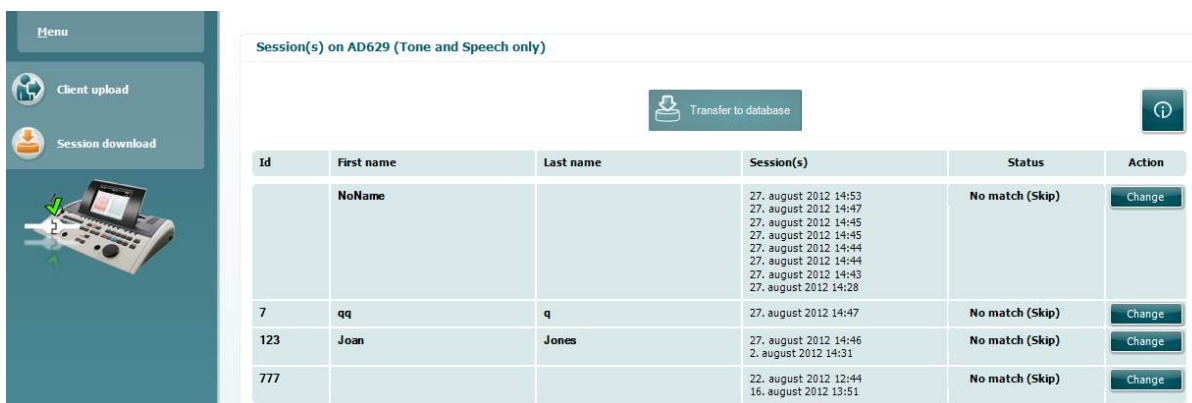 Menu
Client upload
Session download
Session(s) on AD629 (Tone and Speech only)
Transfer to database
Id First name Last name Session(s) Status Action
NoName 27. august 2012 14:53 No match (Skip) Change
27. august 2012 14:47
27. august 2012 14:45
27. august 2012 14:45
27. august 2012 14:44
27. august 2012 14:44
27. august 2012 14:43
27. august 2012 14:28
7 qq q 27. august 2012 14:47 No match (Skip) Change
123 Joan Jones 27. august 2012 14:46 No match (Skip) Change
2. august 2012 14:31
777 22. august 2012 12:44 No match (Skip) Change
16. august 2012 13:51